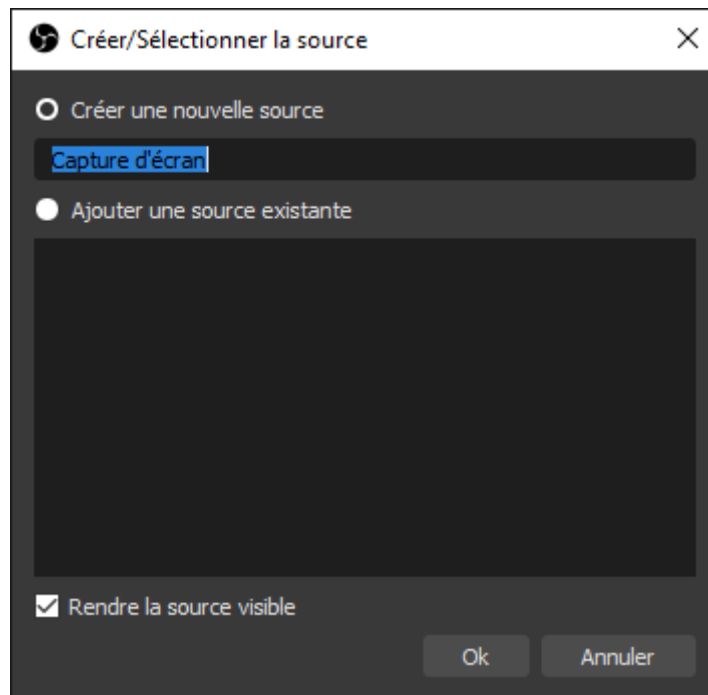 Créer/Sélectionner la source
Créer une nouvelle source
Capture d'écran
Ajouter une source existante
Rendre la source visible
Ok Annuler